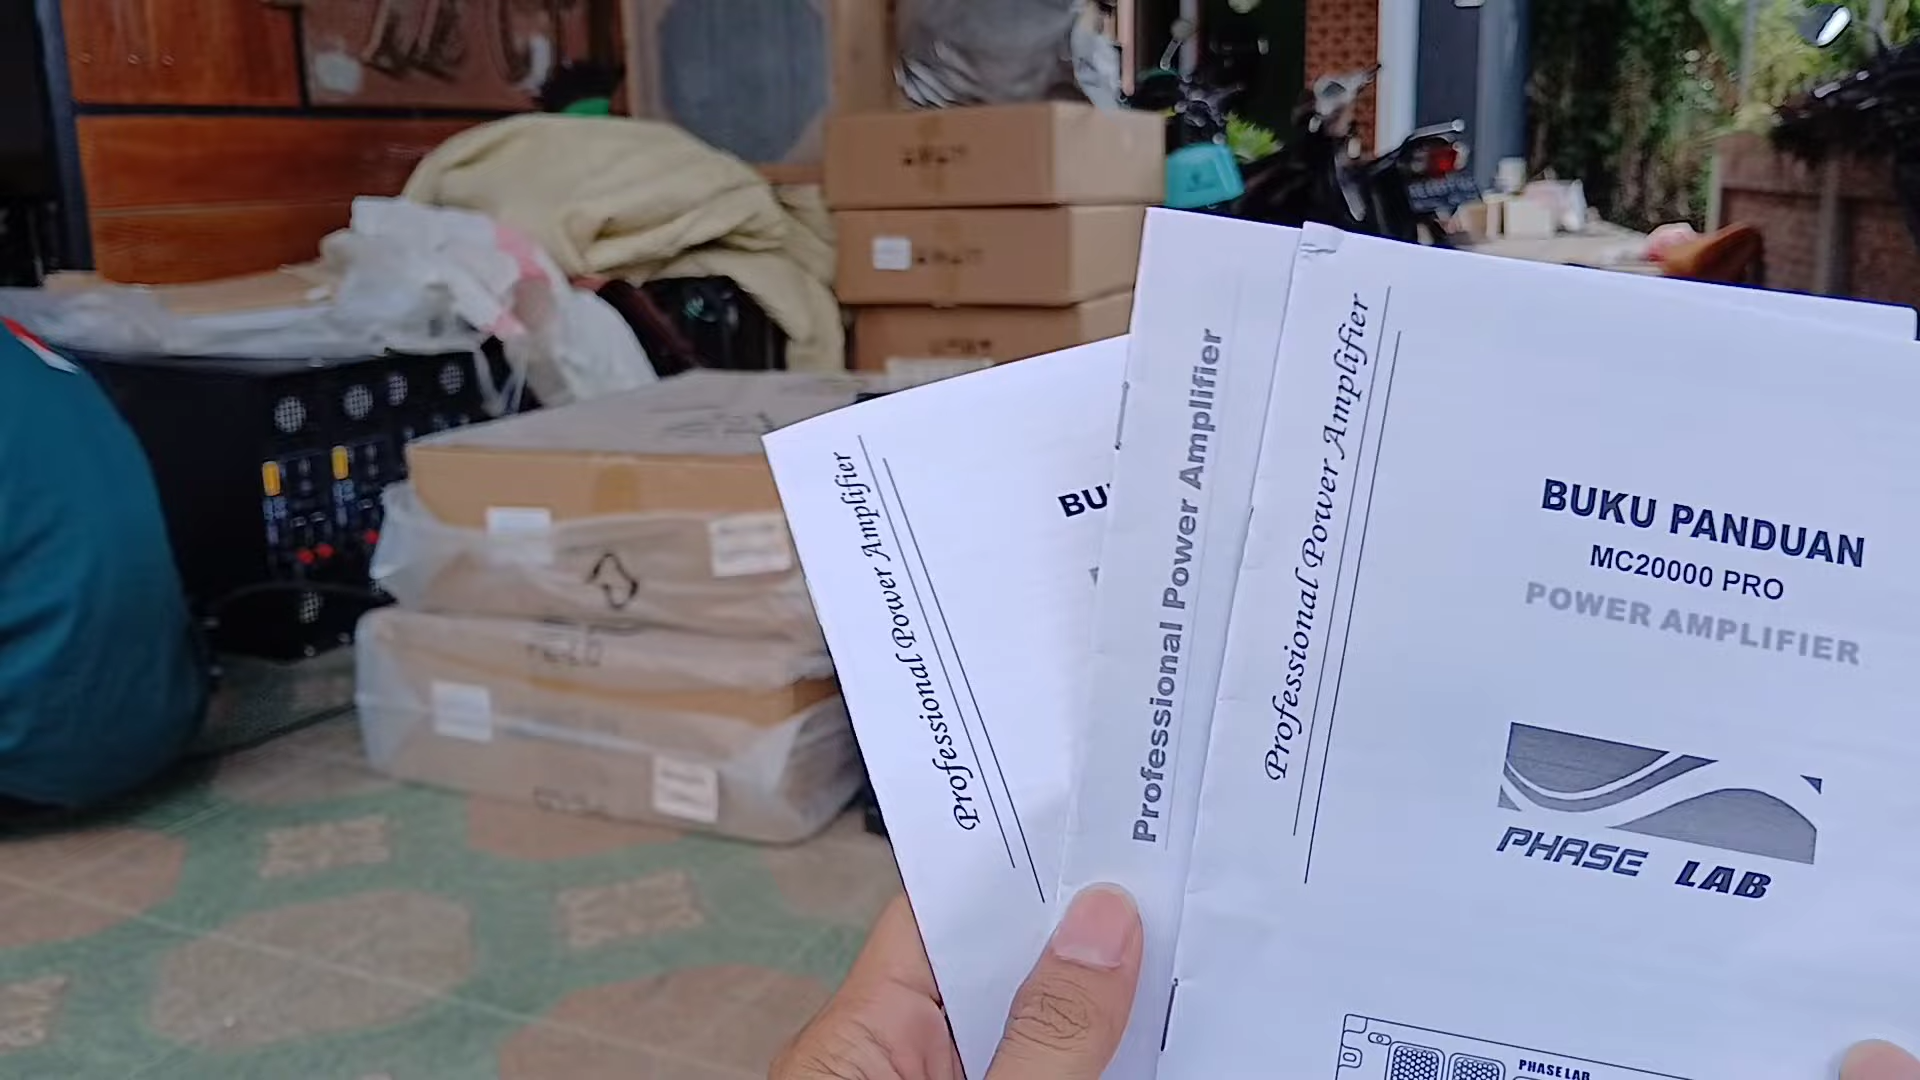 Professional Power Amplifier
BU
Professional Power Amplifier
Professional Power Amplifier
BUKU PANDUAN
MC20000 PRO
POWER AMPLIFIER
PHASE LAB
PHASE LAB